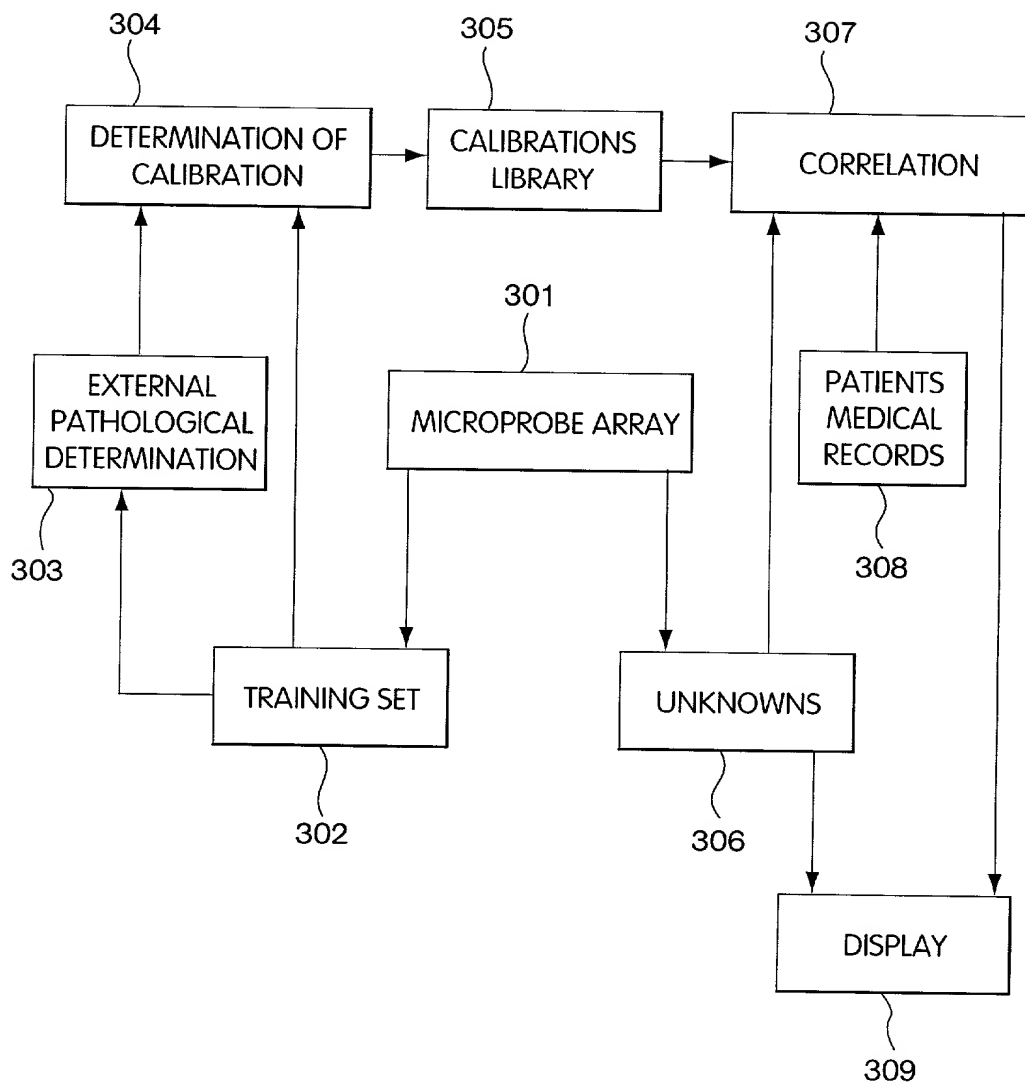 304
305
307
DETERMINATION OF
CALIBRATION
CALIBRATIONS
LIBRARY
CORRELATION
301
EXTERNAL
PATHOLOGICAL
DETERMINATION
MICROPROBE ARRAY
PATIENTS
MEDICAL
RECORDS
303
308
TRAINING SET
UNKNOWNS
302
306
DISPLAY
309